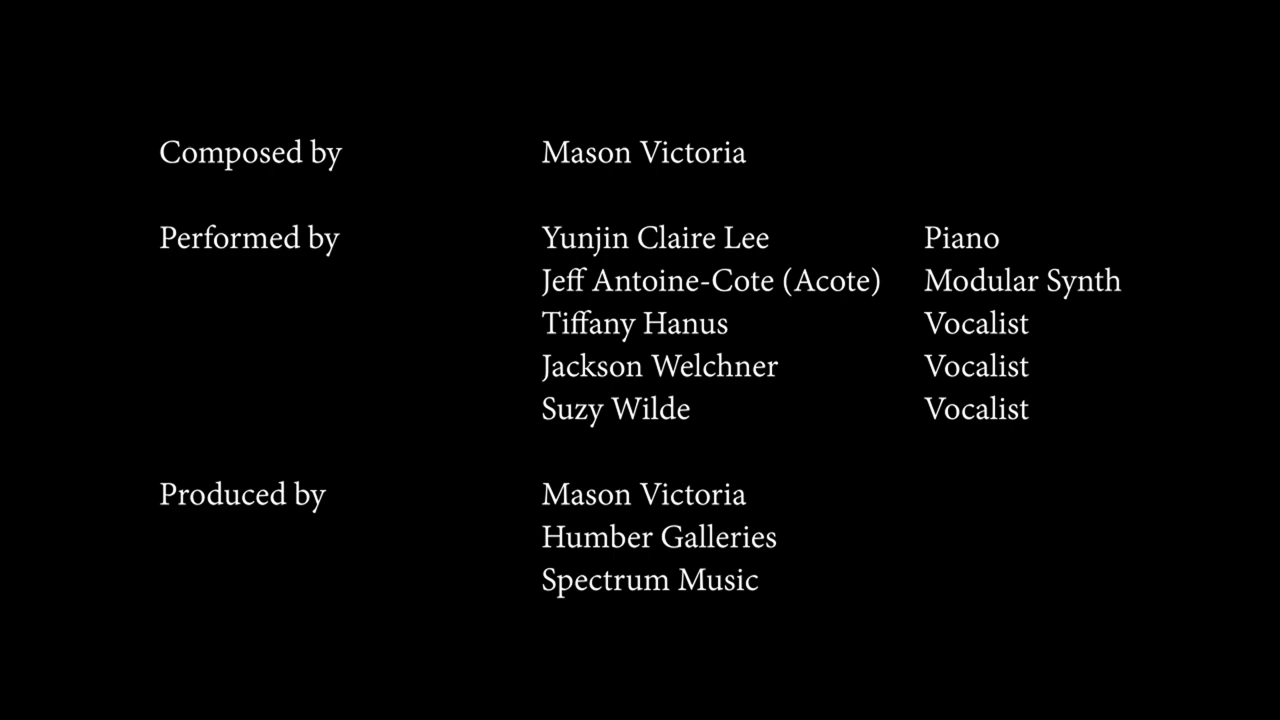 Composed by Mason Victoria
Performed by Yunjin Claire Lee Piano
Jeff Antoine-Cote (Acote) Modular Synth
Tiffany Hanus Vocalist
Jackson Welchner Vocalist
Suzy Wilde Vocalist
Produced by Mason Victoria
Humber Galleries
Spectrum Music